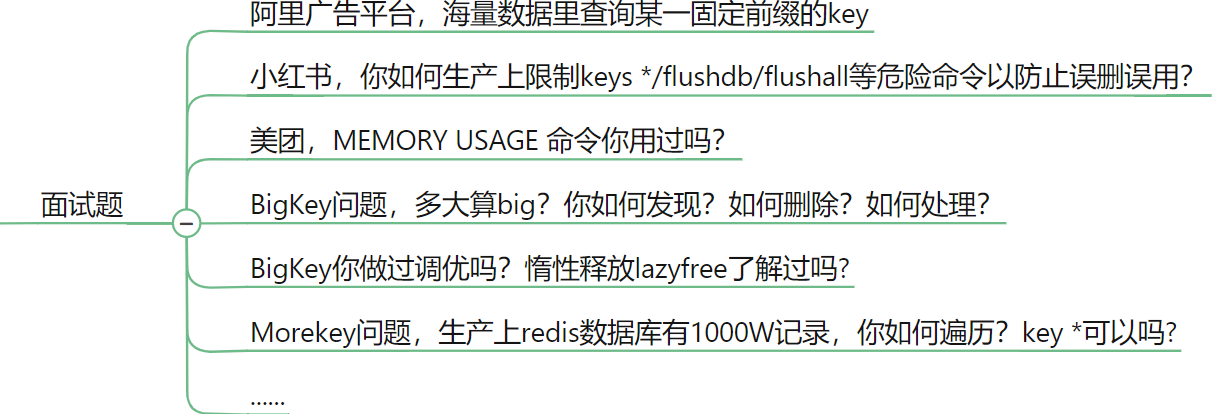 阿里广告平台，海量数据里查询某一固定前缀的key
小红书，你如何生产上限制keys */flushdb/flushall等危险命令以防止误删误用？
美团，MEMORY USAGE 命令你用过吗？
面试题
BigKey问题，多大算big？你如何发现？如何删除？如何处理？
BigKey你做过调优吗？惰性释放lazyfree了解过吗?
Morekey问题，生产上redis数据库有1000W记录，你如何遍历？key *可以吗?
......